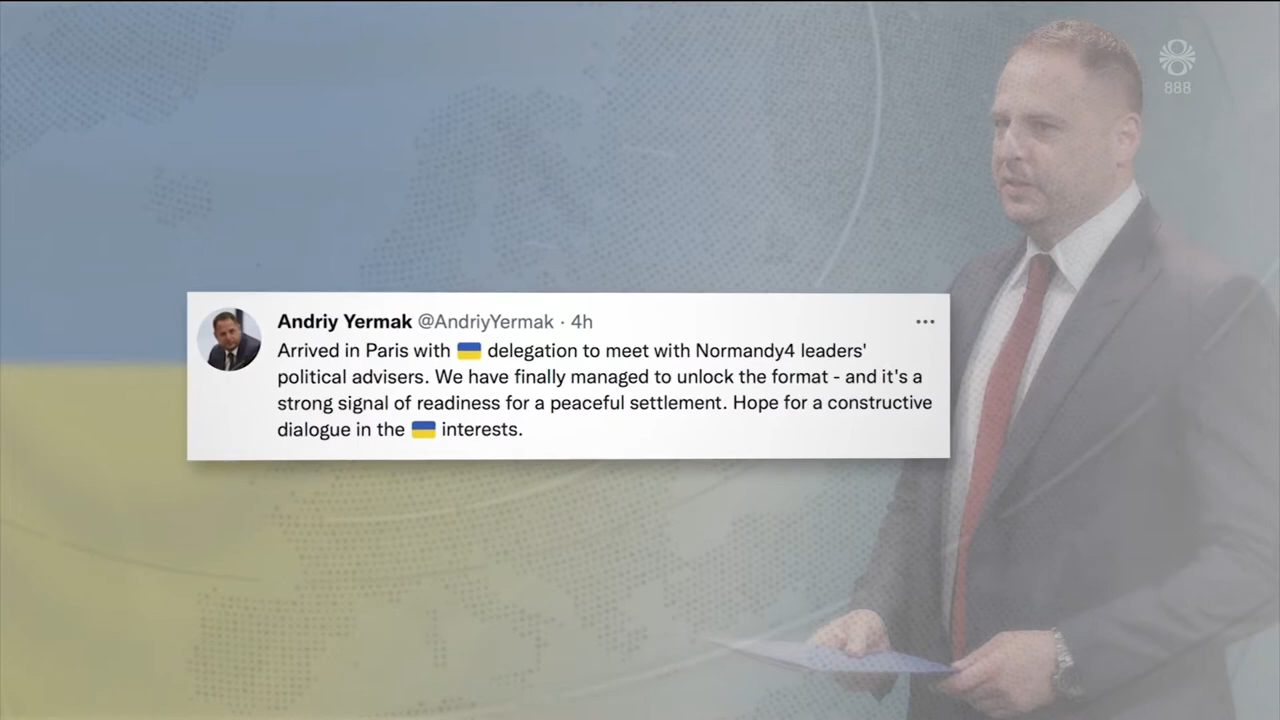 888
Andriy Yermak @AndriyYermak · 4h
Arrived in Paris with 🇺🇦 delegation to meet with Normandy4 leaders'
political advisers. We have finally managed to unlock the format - and it's a
strong signal of readiness for a peaceful settlement. Hope for a constructive
dialogue in the 🇺🇦 interests.